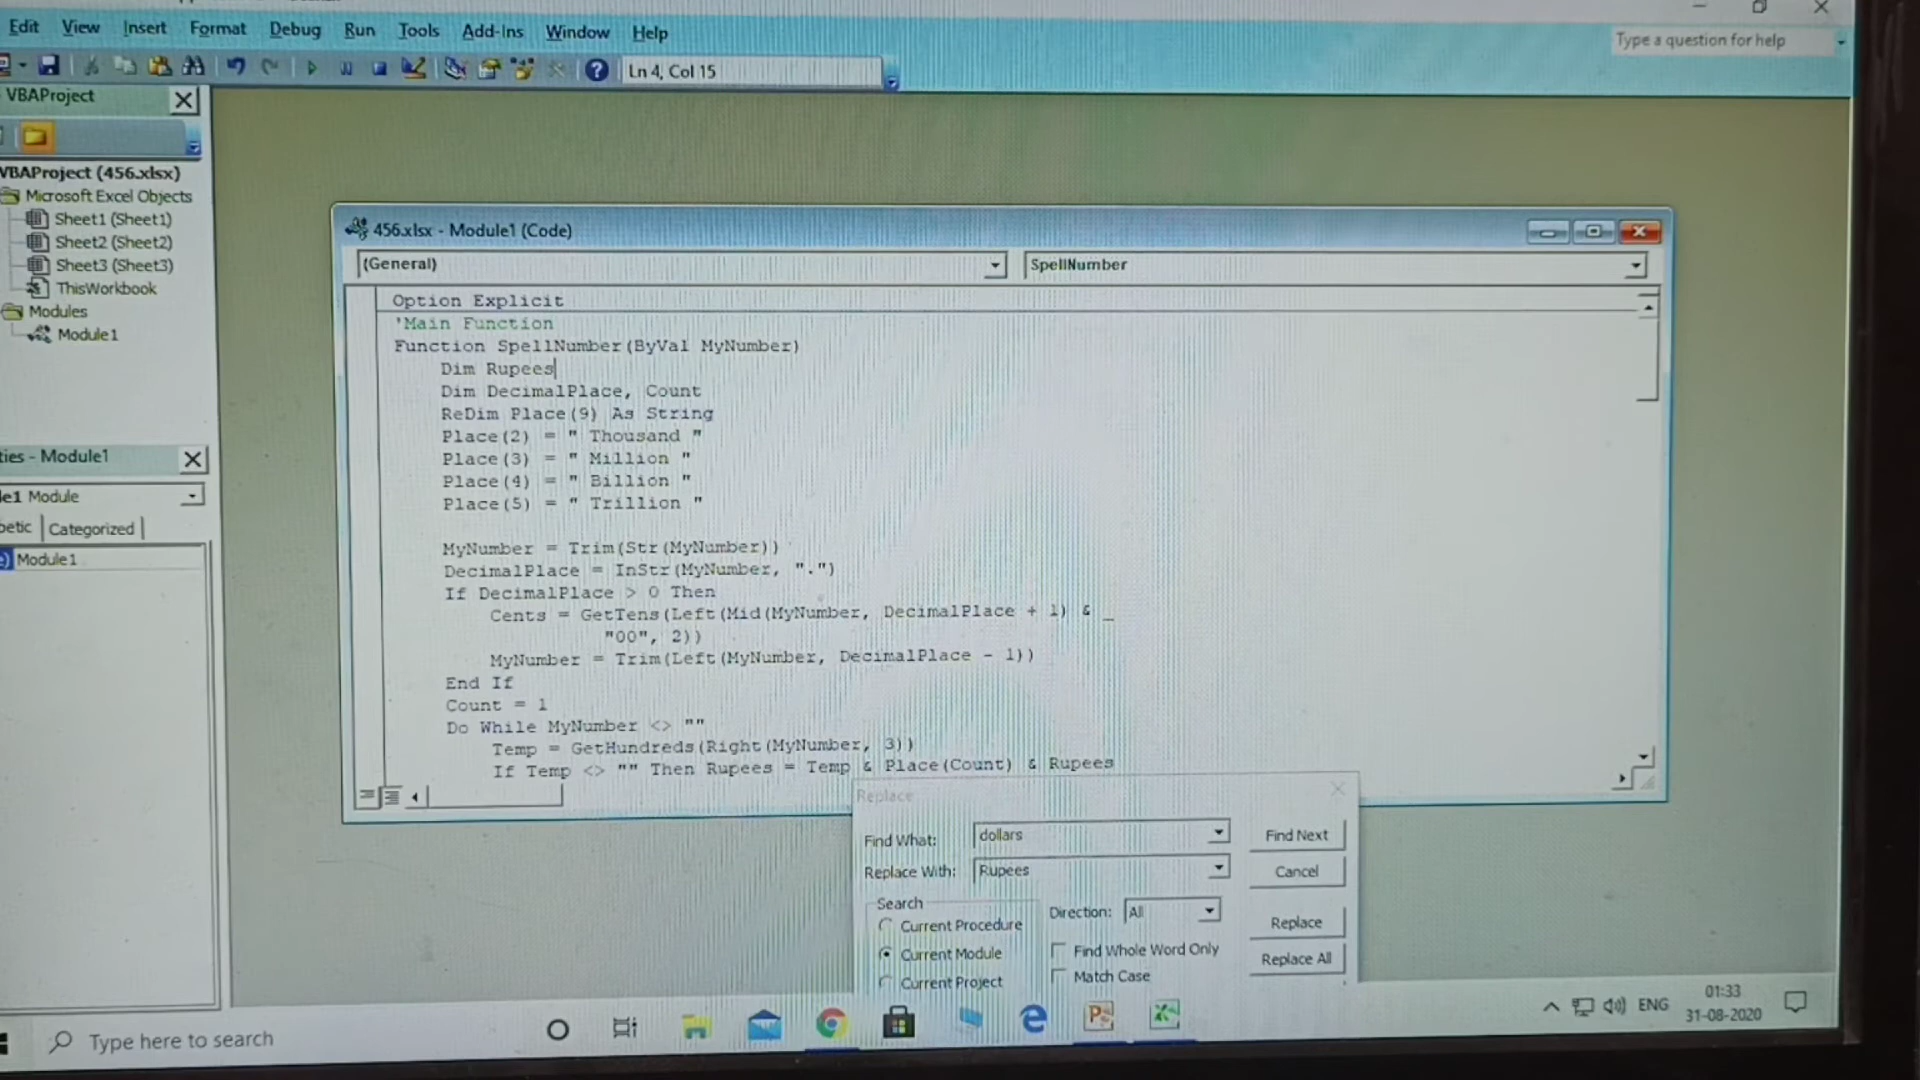 Edit View Insert Format Debug Run Tools Add-Ins Window Help
Type a question for help
Ln 4, Col 15
VBAProject
VBAProject (456.xlsx)
Microsoft Excel Objects
Sheet1 (Sheet1)
Sheet2 (Sheet2)
Sheet3 (Sheet3)
ThisWorkbook
Modules
Module1
ties - Module1
le1 Module
betic Categorized
e) Module1
456.xlsx - Module1 (Code)
(General) SpellNumber
Option Explicit
'Main Function
Function SpellNumber(ByVal MyNumber)
Dim Rupees
Dim DecimalPlace, Count
ReDim Place(9) As String
Place(2) = " Thousand "
Place(3) = " Million "
Place(4) = " Billion "
Place(5) = " Trillion "
MyNumber = Trim(Str(MyNumber))
DecimalPlace = InStr(MyNumber, ".")
If DecimalPlace > 0 Then
Cents = GetTens(Left(Mid(MyNumber, DecimalPlace + 1) & _
"00", 2))
MyNumber = Trim(Left(MyNumber, DecimalPlace - 1))
End If
Count = 1
Do While MyNumber <> ""
Temp = GetHundreds(Right(MyNumber, 3))
If Temp <> "" Then Rupees = Temp & Place(Count) & Rupees
Replace
Find What: dollars Find Next
Replace With: Rupees Cancel
Search
Direction: All
Current Procedure Replace
Current Module Find Whole Word Only Replace All
Current Project Match Case
Type here to search
ENG
01:33
31-08-2020